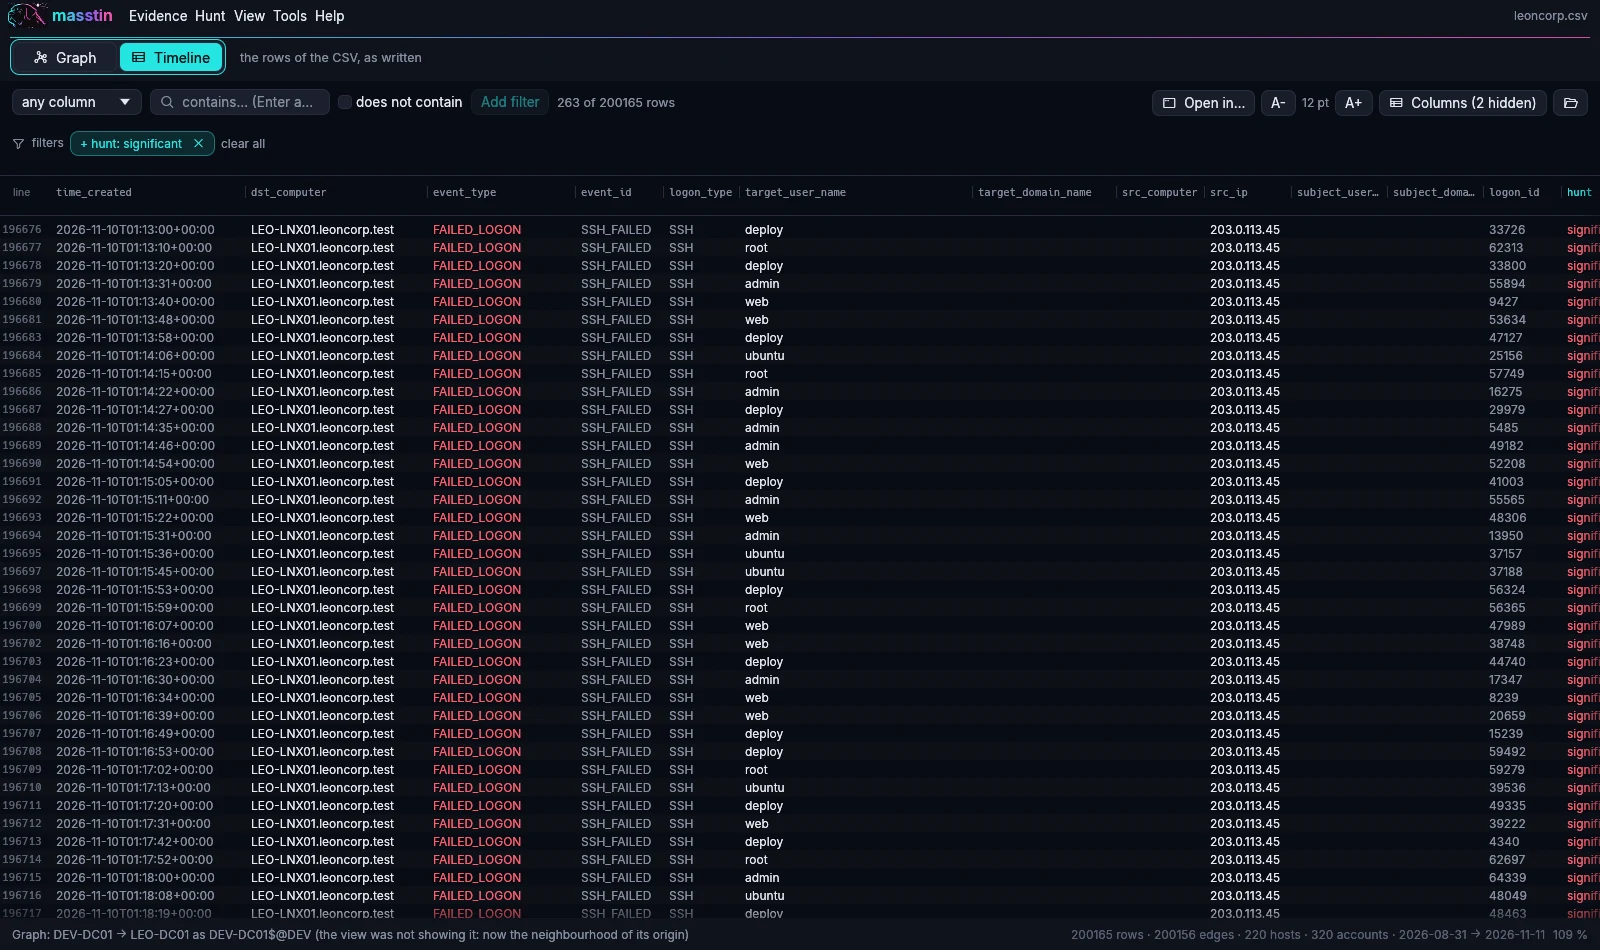 masstin Evidence Hunt View Tools Help leoncorp.csv
Graph Timeline the rows of the CSV, as written
any column contains... (Enter a... does not contain Add filter 263 of 200165 rows Open in... A- 12 pt A+ Columns (2 hidden)
filters + hunt: significant × clear all
line time_created dst_computer event_type event_id logon_type target_user_name target_domain_name src_computer src_ip subject_user... subject_doma... logon_id hunt
196676 2026-11-10T01:13:00+00:00 LEO-LNX01.leoncorp.test FAILED_LOGON SSH_FAILED SSH deploy 203.0.113.45 33726 signifi
196677 2026-11-10T01:13:10+00:00 LEO-LNX01.leoncorp.test FAILED_LOGON SSH_FAILED SSH root 203.0.113.45 62313 signifi
196678 2026-11-10T01:13:20+00:00 LEO-LNX01.leoncorp.test FAILED_LOGON SSH_FAILED SSH deploy 203.0.113.45 33800 signifi
196679 2026-11-10T01:13:31+00:00 LEO-LNX01.leoncorp.test FAILED_LOGON SSH_FAILED SSH admin 203.0.113.45 55894 signifi
196680 2026-11-10T01:13:40+00:00 LEO-LNX01.leoncorp.test FAILED_LOGON SSH_FAILED SSH web 203.0.113.45 9427 signifi
196681 2026-11-10T01:13:48+00:00 LEO-LNX01.leoncorp.test FAILED_LOGON SSH_FAILED SSH web 203.0.113.45 53634 signifi
196683 2026-11-10T01:13:58+00:00 LEO-LNX01.leoncorp.test FAILED_LOGON SSH_FAILED SSH deploy 203.0.113.45 47127 signifi
196684 2026-11-10T01:14:06+00:00 LEO-LNX01.leoncorp.test FAILED_LOGON SSH_FAILED SSH ubuntu 203.0.113.45 25156 signifi
196685 2026-11-10T01:14:15+00:00 LEO-LNX01.leoncorp.test FAILED_LOGON SSH_FAILED SSH root 203.0.113.45 57749 signifi
196686 2026-11-10T01:14:22+00:00 LEO-LNX01.leoncorp.test FAILED_LOGON SSH_FAILED SSH admin 203.0.113.45 16275 signifi
196687 2026-11-10T01:14:27+00:00 LEO-LNX01.leoncorp.test FAILED_LOGON SSH_FAILED SSH deploy 203.0.113.45 29979 signifi
196688 2026-11-10T01:14:35+00:00 LEO-LNX01.leoncorp.test FAILED_LOGON SSH_FAILED SSH admin 203.0.113.45 5485 signifi
196689 2026-11-10T01:14:46+00:00 LEO-LNX01.leoncorp.test FAILED_LOGON SSH_FAILED SSH admin 203.0.113.45 49182 signifi
196690 2026-11-10T01:14:54+00:00 LEO-LNX01.leoncorp.test FAILED_LOGON SSH_FAILED SSH web 203.0.113.45 52208 signifi
196691 2026-11-10T01:15:05+00:00 LEO-LNX01.leoncorp.test FAILED_LOGON SSH_FAILED SSH deploy 203.0.113.45 41003 signifi
196692 2026-11-10T01:15:11+00:00 LEO-LNX01.leoncorp.test FAILED_LOGON SSH_FAILED SSH admin 203.0.113.45 55565 signifi
196693 2026-11-10T01:15:22+00:00 LEO-LNX01.leoncorp.test FAILED_LOGON SSH_FAILED SSH web 203.0.113.45 48306 signifi
196694 2026-11-10T01:15:31+00:00 LEO-LNX01.leoncorp.test FAILED_LOGON SSH_FAILED SSH admin 203.0.113.45 13950 signifi
196695 2026-11-10T01:15:36+00:00 LEO-LNX01.leoncorp.test FAILED_LOGON SSH_FAILED SSH ubuntu 203.0.113.45 37157 signifi
196697 2026-11-10T01:15:45+00:00 LEO-LNX01.leoncorp.test FAILED_LOGON SSH_FAILED SSH ubuntu 203.0.113.45 37188 signifi
196698 2026-11-10T01:15:53+00:00 LEO-LNX01.leoncorp.test FAILED_LOGON SSH_FAILED SSH deploy 203.0.113.45 56324 signifi
196699 2026-11-10T01:15:59+00:00 LEO-LNX01.leoncorp.test FAILED_LOGON SSH_FAILED SSH root 203.0.113.45 56365 signifi
196700 2026-11-10T01:16:07+00:00 LEO-LNX01.leoncorp.test FAILED_LOGON SSH_FAILED SSH web 203.0.113.45 47989 signifi
196702 2026-11-10T01:16:16+00:00 LEO-LNX01.leoncorp.test FAILED_LOGON SSH_FAILED SSH web 203.0.113.45 38748 signifi
196703 2026-11-10T01:16:23+00:00 LEO-LNX01.leoncorp.test FAILED_LOGON SSH_FAILED SSH deploy 203.0.113.45 44740 signifi
196704 2026-11-10T01:16:30+00:00 LEO-LNX01.leoncorp.test FAILED_LOGON SSH_FAILED SSH admin 203.0.113.45 17347 signifi
196705 2026-11-10T01:16:34+00:00 LEO-LNX01.leoncorp.test FAILED_LOGON SSH_FAILED SSH web 203.0.113.45 8239 signifi
196706 2026-11-10T01:16:39+00:00 LEO-LNX01.leoncorp.test FAILED_LOGON SSH_FAILED SSH web 203.0.113.45 20659 signifi
196707 2026-11-10T01:16:49+00:00 LEO-LNX01.leoncorp.test FAILED_LOGON SSH_FAILED SSH deploy 203.0.113.45 15239 signifi
196708 2026-11-10T01:16:53+00:00 LEO-LNX01.leoncorp.test FAILED_LOGON SSH_FAILED SSH deploy 203.0.113.45 59492 signifi
196709 2026-11-10T01:17:02+00:00 LEO-LNX01.leoncorp.test FAILED_LOGON SSH_FAILED SSH root 203.0.113.45 59279 signifi
196710 2026-11-10T01:17:13+00:00 LEO-LNX01.leoncorp.test FAILED_LOGON SSH_FAILED SSH ubuntu 203.0.113.45 39536 signifi
196711 2026-11-10T01:17:20+00:00 LEO-LNX01.leoncorp.test FAILED_LOGON SSH_FAILED SSH deploy 203.0.113.45 49335 signifi
196712 2026-11-10T01:17:31+00:00 LEO-LNX01.leoncorp.test FAILED_LOGON SSH_FAILED SSH web 203.0.113.45 39222 signifi
196713 2026-11-10T01:17:42+00:00 LEO-LNX01.leoncorp.test FAILED_LOGON SSH_FAILED SSH deploy 203.0.113.45 4340 signifi
196714 2026-11-10T01:17:52+00:00 LEO-LNX01.leoncorp.test FAILED_LOGON SSH_FAILED SSH root 203.0.113.45 62697 signifi
196715 2026-11-10T01:18:00+00:00 LEO-LNX01.leoncorp.test FAILED_LOGON SSH_FAILED SSH admin 203.0.113.45 64339 signifi
196716 2026-11-10T01:18:08+00:00 LEO-LNX01.leoncorp.test FAILED_LOGON SSH_FAILED SSH ubuntu 203.0.113.45 48049 signifi
196717 2026-11-10T01:18:19+00:00 LEO-LNX01.leoncorp.test FAILED_LOGON SSH_FAILED SSH deploy 203.0.113.45 48463 signifi
Graph: DEV-DC01 → LEO-DC01 as DEV-DC01$@DEV (the view was not showing it: now the neighbourhood of its origin) 200165 rows · 200156 edges · 220 hosts · 320 accounts · 2026-08-31 → 2026-11-11 109 %